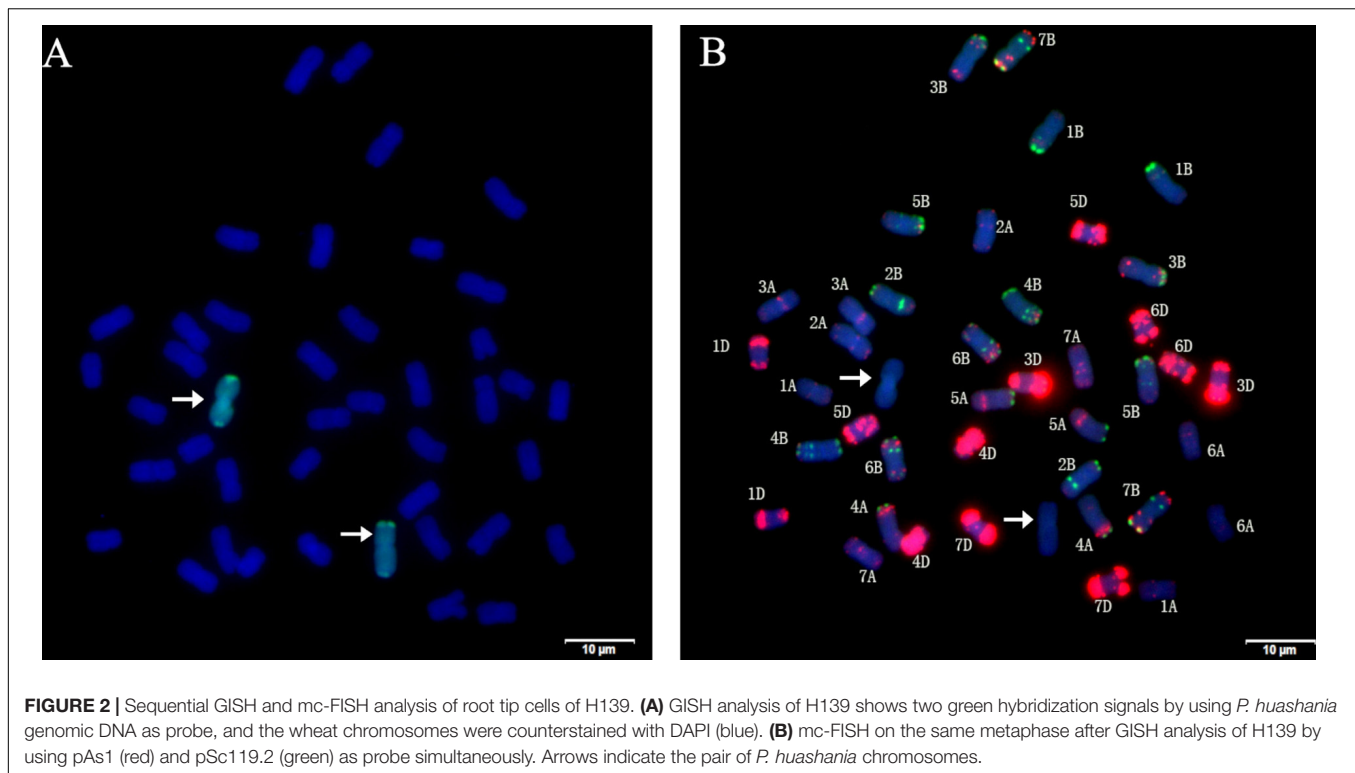 A
10 μm
B
7B
3B
1B
1B
5B
2A
5D
3B
2B
4B
3A
3A
6D
2A
1D
6B
7A
6D
3D
3D
1A
5A
5B
5D
5A
4B
6B
4D
6A
2B
1D
4A
7B
7D
4A
6A
7A
4D
7D
1A
10 μm
FIGURE 2 | Sequential GISH and mc-FISH analysis of root tip cells of H139. (A) GISH analysis of H139 shows two green hybridization signals by using P. huashania
genomic DNA as probe, and the wheat chromosomes were counterstained with DAPI (blue). (B) mc-FISH on the same metaphase after GISH analysis of H139 by
using pAs1 (red) and pSc119.2 (green) as probe simultaneously. Arrows indicate the pair of P. huashania chromosomes.